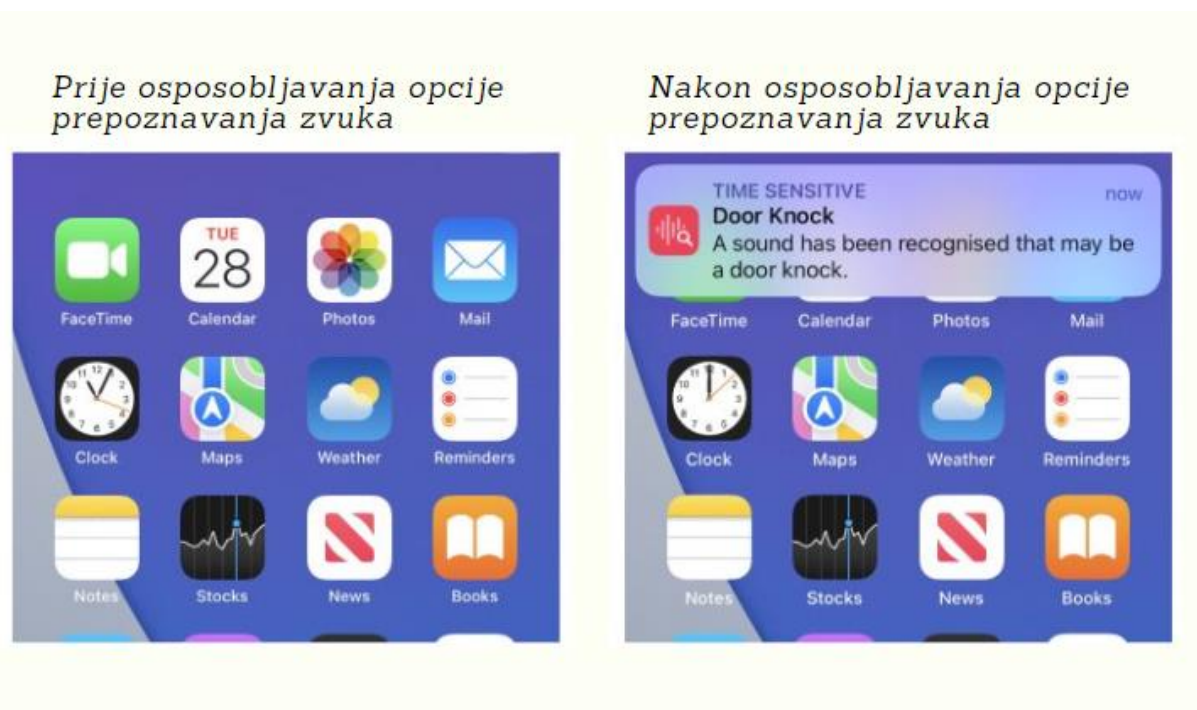 Prije osposobljavanja opcije
prepoznavanja zvuka
TUE
28
FaceTime
Calendar
Photos
Mail
Clock
Maps
Weather
Reminders
Notes
Stocks
News
Books
Nakon osposobljavanja opcije
prepoznavanja zvuka
TIME SENSITIVE
now
Door Knock
A sound has been recognised that may be
a door knock.
FaceTime
Calendar
Photos
Mail
Clock
Maps
Weather
Reminders
Notes
Stocks
News
Books